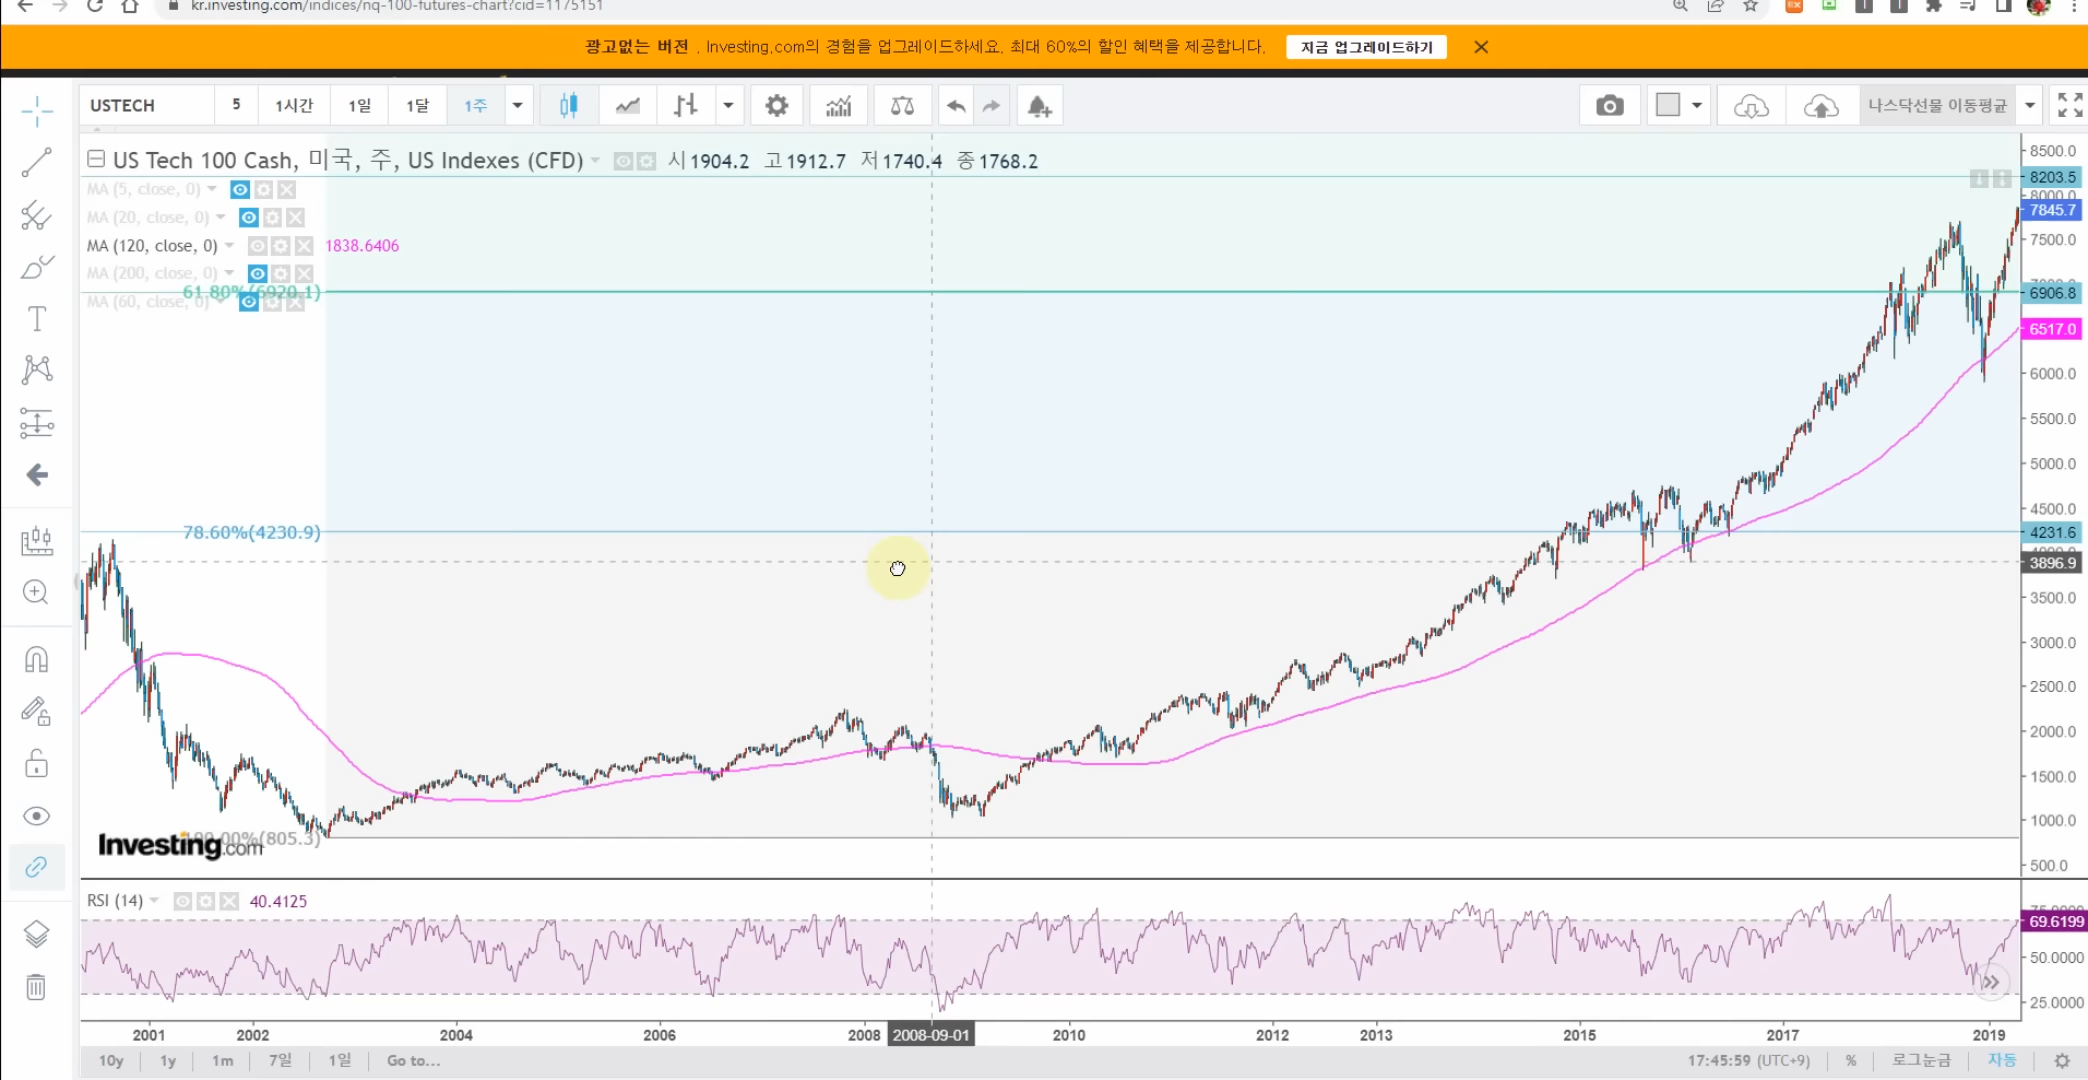 kr.investing.com/indices/nq-100-futures-chart?cid=1175151
광고없는 버전 . Investing.com의 경험을 업그레이드하세요. 최대 60%의 할인 혜택을 제공합니다. 지금 업그레이드하기
USTECH 5 1시간 1일 1달 1주 나스닥선물 이동평균
US Tech 100 Cash, 미국, 주, US Indexes (CFD) 시 1904.2 고 1912.7 저 1740.4 종 1768.2
MA (5, close, 0)
MA (20, close, 0)
MA (120, close, 0) 1838.6406
MA (200, close, 0)
61.80%(6920.1)
MA (60, close, 0)
78.60%(4230.9)
Investing.com
100.00%(805.3)
8500.0
8203.5
8000.0
7845.7
7500.0
6906.8
6517.0
6000.0
5500.0
5000.0
4500.0
4231.6
3896.9
3500.0
3000.0
2500.0
2000.0
1500.0
1000.0
500.0
RSI (14) 40.4125
69.6199
50.0000
25.0000
2001 2002 2004 2006 2008 2008-09-01 2010 2012 2013 2015 2017 2019
10y 1y 1m 7일 1일 Go to... 17:45:59 (UTC+9) % 로그눈금 자동